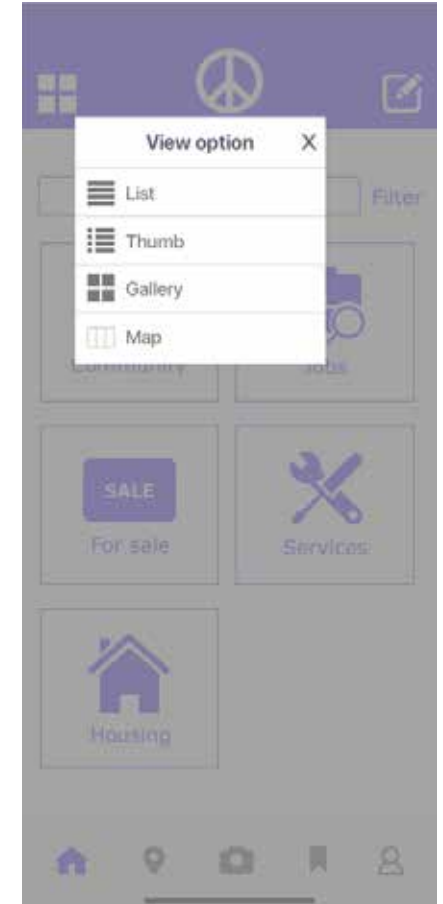 View option X
List
Filter
Thumb
Gallery
Map
Community
Jobs
SALE
For sale
Services
Housing